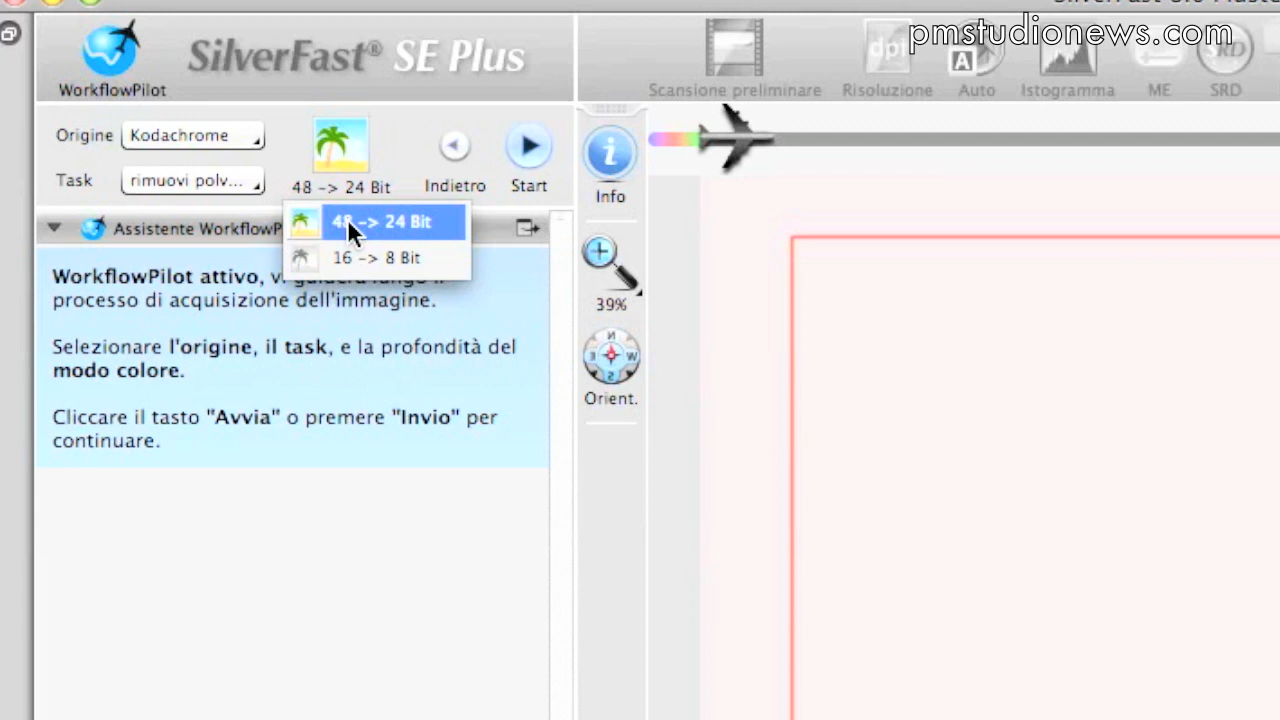 pmstudionews.com
SilverFast® SE Plus
WorkflowPilot
Scansione preliminare
dpi
Risoluzione
A
Auto
Istogramma
ME
SRD
SRD
Origine
Kodachrome
Task
rimuovi polv...
48 -> 24 Bit
Indietro
Start
48 -> 24 Bit
16 -> 8 Bit
Assistente WorkflowP
WorkflowPilot attivo,
processo di acquisizione dell'immagine.
Selezionare l'origine, il task, e la profondità del
modo colore.
Cliccare il tasto "Avvia" o premere "Invio" per
continuare.
i
Info
39%
N
E
W
S
Orient.